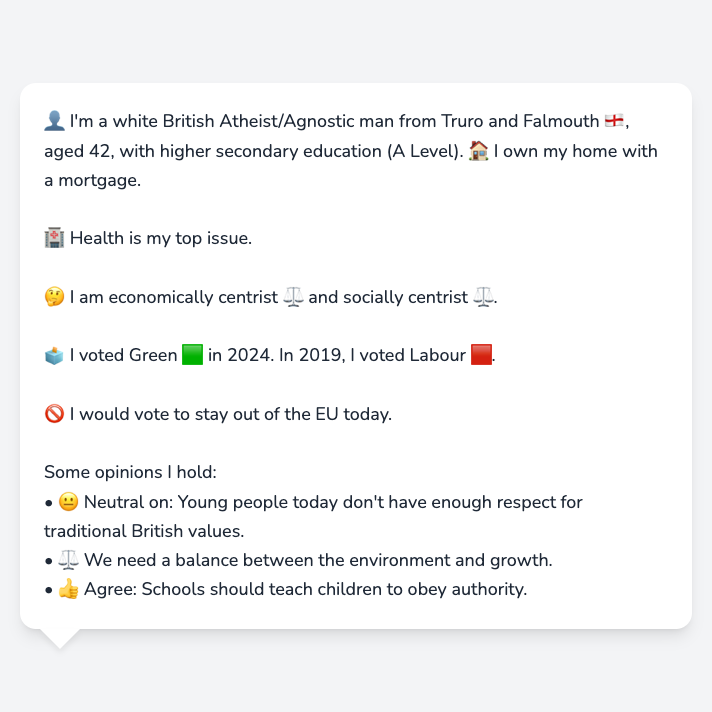 👤 I'm a white British Atheist/Agnostic man from Truro and Falmouth 🏴󠁧󠁢󠁥󠁮󠁧󠁿,
aged 42, with higher secondary education (A Level). 🏠 I own my home with
a mortgage.
🏥 Health is my top issue.
🤔 I am economically centrist ⚖️ and socially centrist ⚖️.
🗳️ I voted Green 🟩 in 2024. In 2019, I voted Labour 🟥.
🚫 I would vote to stay out of the EU today.
Some opinions I hold:
• 😐 Neutral on: Young people today don't have enough respect for
traditional British values.
• ⚖️ We need a balance between the environment and growth.
• 👍 Agree: Schools should teach children to obey authority.